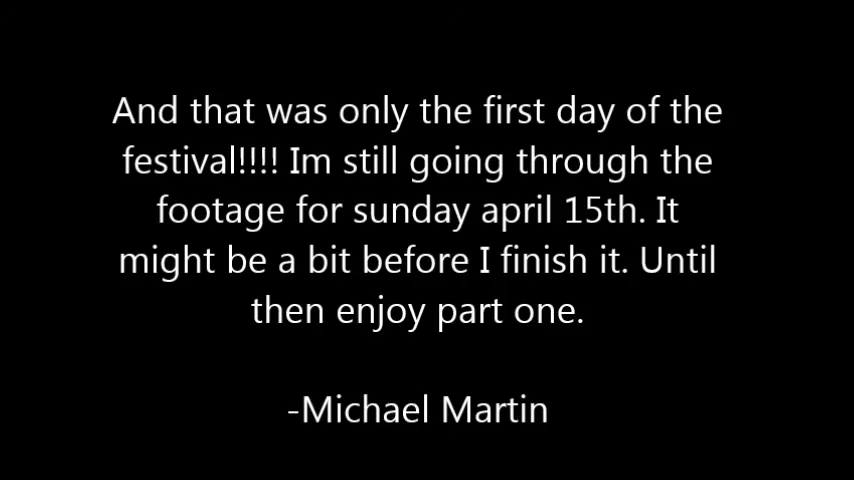 And that was only the first day of the
festival!!!! Im still going through the
footage for sunday april 15th. It
might be a bit before I finish it. Until
then enjoy part one.
-Michael Martin